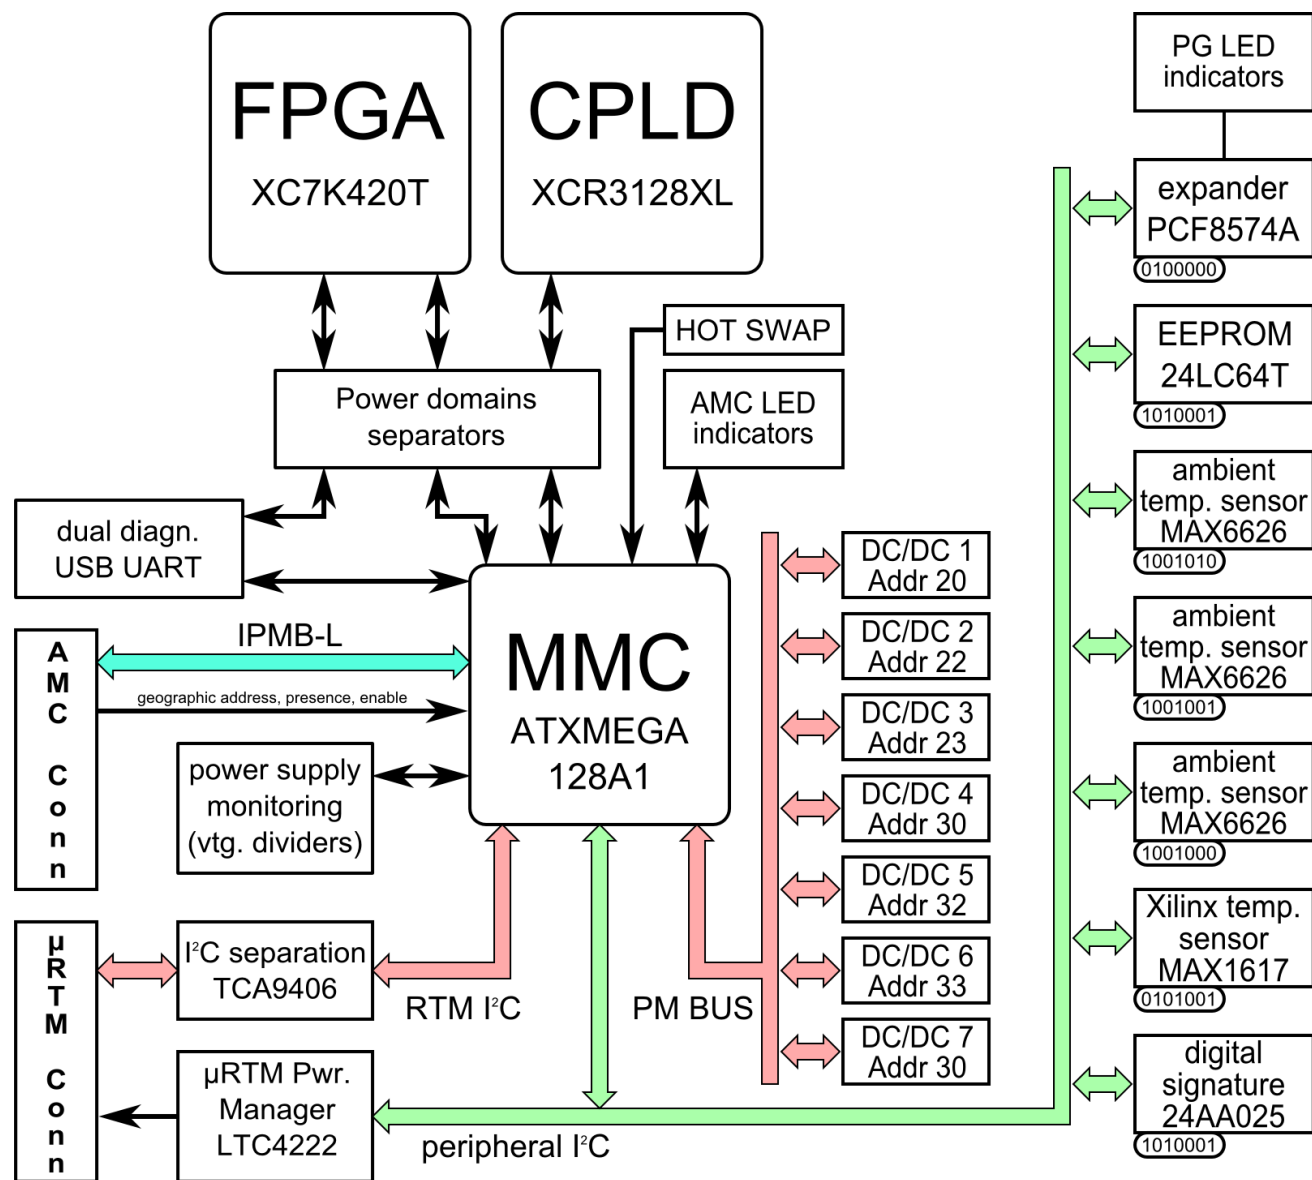 FPGA
XC7K420T
CPLD
XCR3128XL
PG LED
indicators
expander
PCF8574A
0100000
HOT SWAP
EEPROM
24LC64T
1010001
Power domains
separators
AMC LED
indicators
ambient
temp. sensor
MAX6626
1001010
dual diagn.
USB UART
DC/DC 1
Addr 20
DC/DC 2
Addr 22
DC/DC 3
Addr 23
DC/DC 4
Addr 30
DC/DC 5
Addr 32
DC/DC 6
Addr 33
DC/DC 7
Addr 30
ambient
temp. sensor
MAX6626
1001001
AMC Conn
IPMB-L
geographic address, presence, enable
MMC
ATXMEGA
128A1
power supply
monitoring
(vtg. dividers)
ambient
temp. sensor
MAX6626
1001000
µRTM Conn
I²C separation
TCA9406
RTM I²C
PM BUS
Xilinx temp.
sensor
MAX1617
0101001
µRTM Pwr.
Manager
LTC4222
peripheral I²C
digital
signature
24AA025
1010001